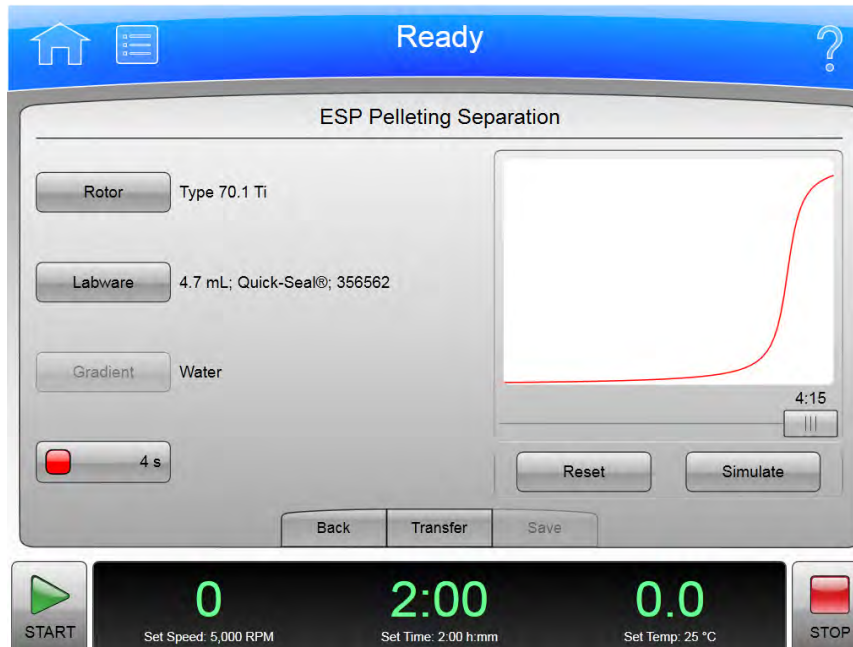 Ready
?
ESP Pelleting Separation
Rotor Type 70.1 Ti
Labware 4.7 mL; Quick-Seal®; 356562
Gradient Water
4 s
4:15
Reset Simulate
Back Transfer Save
START
0 2:00 0.0
Set Speed: 5,000 RPM Set Time: 2:00 h:mm Set Temp: 25 °C
STOP